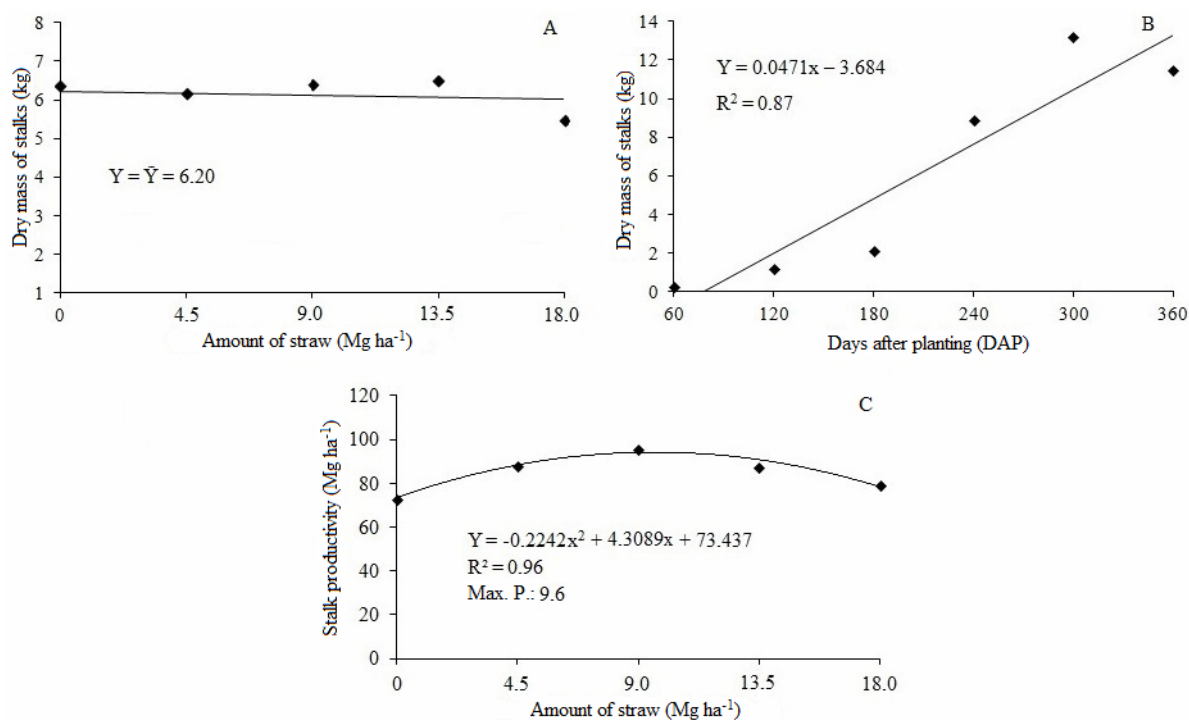 A
Dry mass of stalks (kg)
8
7
6
5
4
3
2
1
Y = Ȳ = 6.20
0 4.5 9.0 13.5 18.0
Amount of straw (Mg ha⁻¹)
B
Dry mass of stalks (kg)
14
12
10
8
6
4
2
0
Y = 0.0471x – 3.684
R² = 0.87
60 120 180 240 300 360
Days after planting (DAP)
C
Stalk productivity (Mg ha⁻¹)
120
100
80
60
40
20
0
Y = -0.2242x² + 4.3089x + 73.437
R² = 0.96
Max. P.: 9.6
0 4.5 9.0 13.5 18.0
Amount of straw (Mg ha⁻¹)